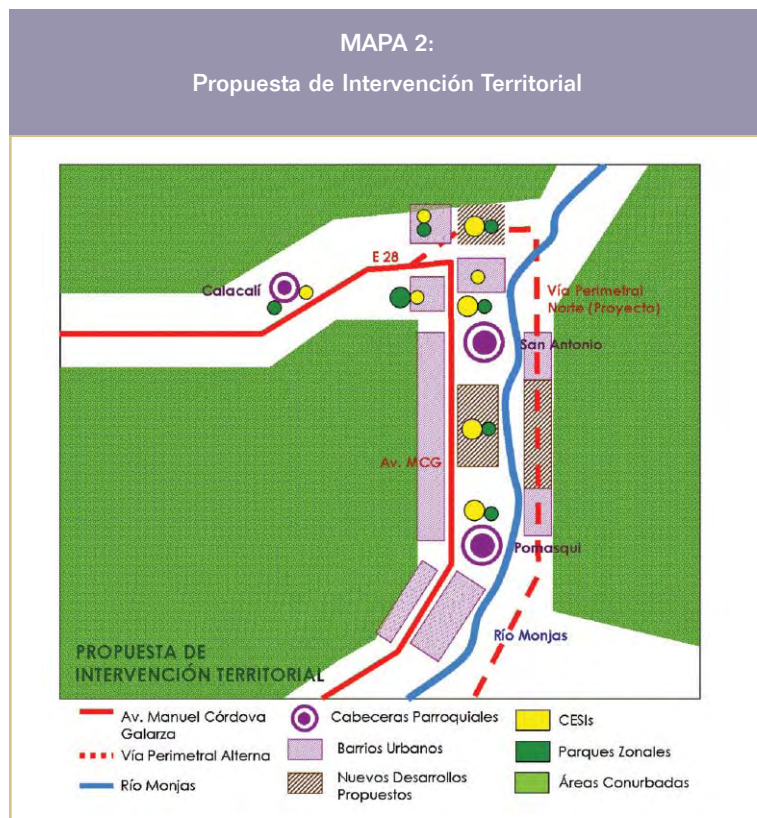 MAPA 2:
Propuesta de Intervención Territorial
E 28
Calacalí
Vía Perimetral
Norte (Proyecto)
San Antonio
Av. MCG
Pomasqui
Río Monjas
PROPUESTA DE
INTERVENCIÓN TERRITORIAL
Av. Manuel Córdova
Galarza
Vía Perimetral Alterna
Río Monjas
Cabeceras Parroquiales
Barrios Urbanos
Nuevos Desarrollos
Propuestos
CESIs
Parques Zonales
Áreas Conurbadas